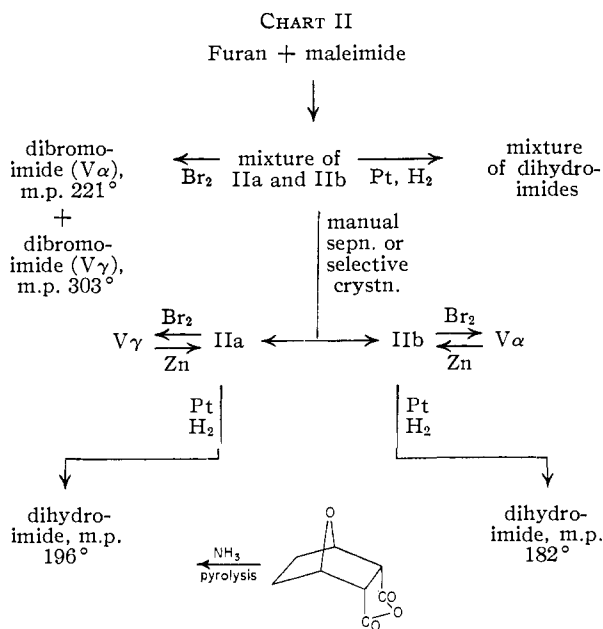 CHART II
Furan + maleimide
dibromo-
imide (Vα),
m.p. 221°
+
dibromo-
imide (Vγ),
m.p. 303°
Br₂
mixture of
IIa and IIb
Pt, H₂
mixture
of dihydro-
imides
manual
sepn. or
selective
crystn.
Vγ
Br₂
Zn
IIa
IIb
Br₂
Zn
Vα
Pt
H₂
Pt
H₂
dihydro-
imide, m.p.
196°
NH₃
pyrolysis
O
CO
O
CO
dihydro-
imide, m.p.
182°